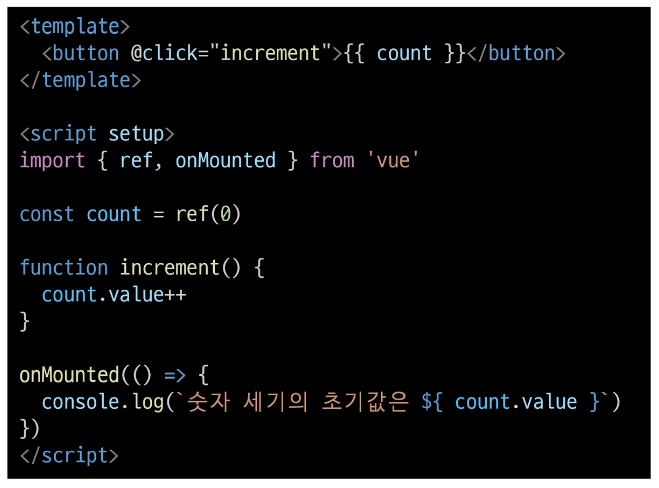 <template>
  <button @click="increment">{{ count }}</button>
</template>

<script setup>
import { ref, onMounted } from 'vue'

const count = ref(0)

function increment() {
  count.value++
}

onMounted(() => {
  console.log(`숫자 세기의 초기값은 ${ count.value }`)
})
</script>